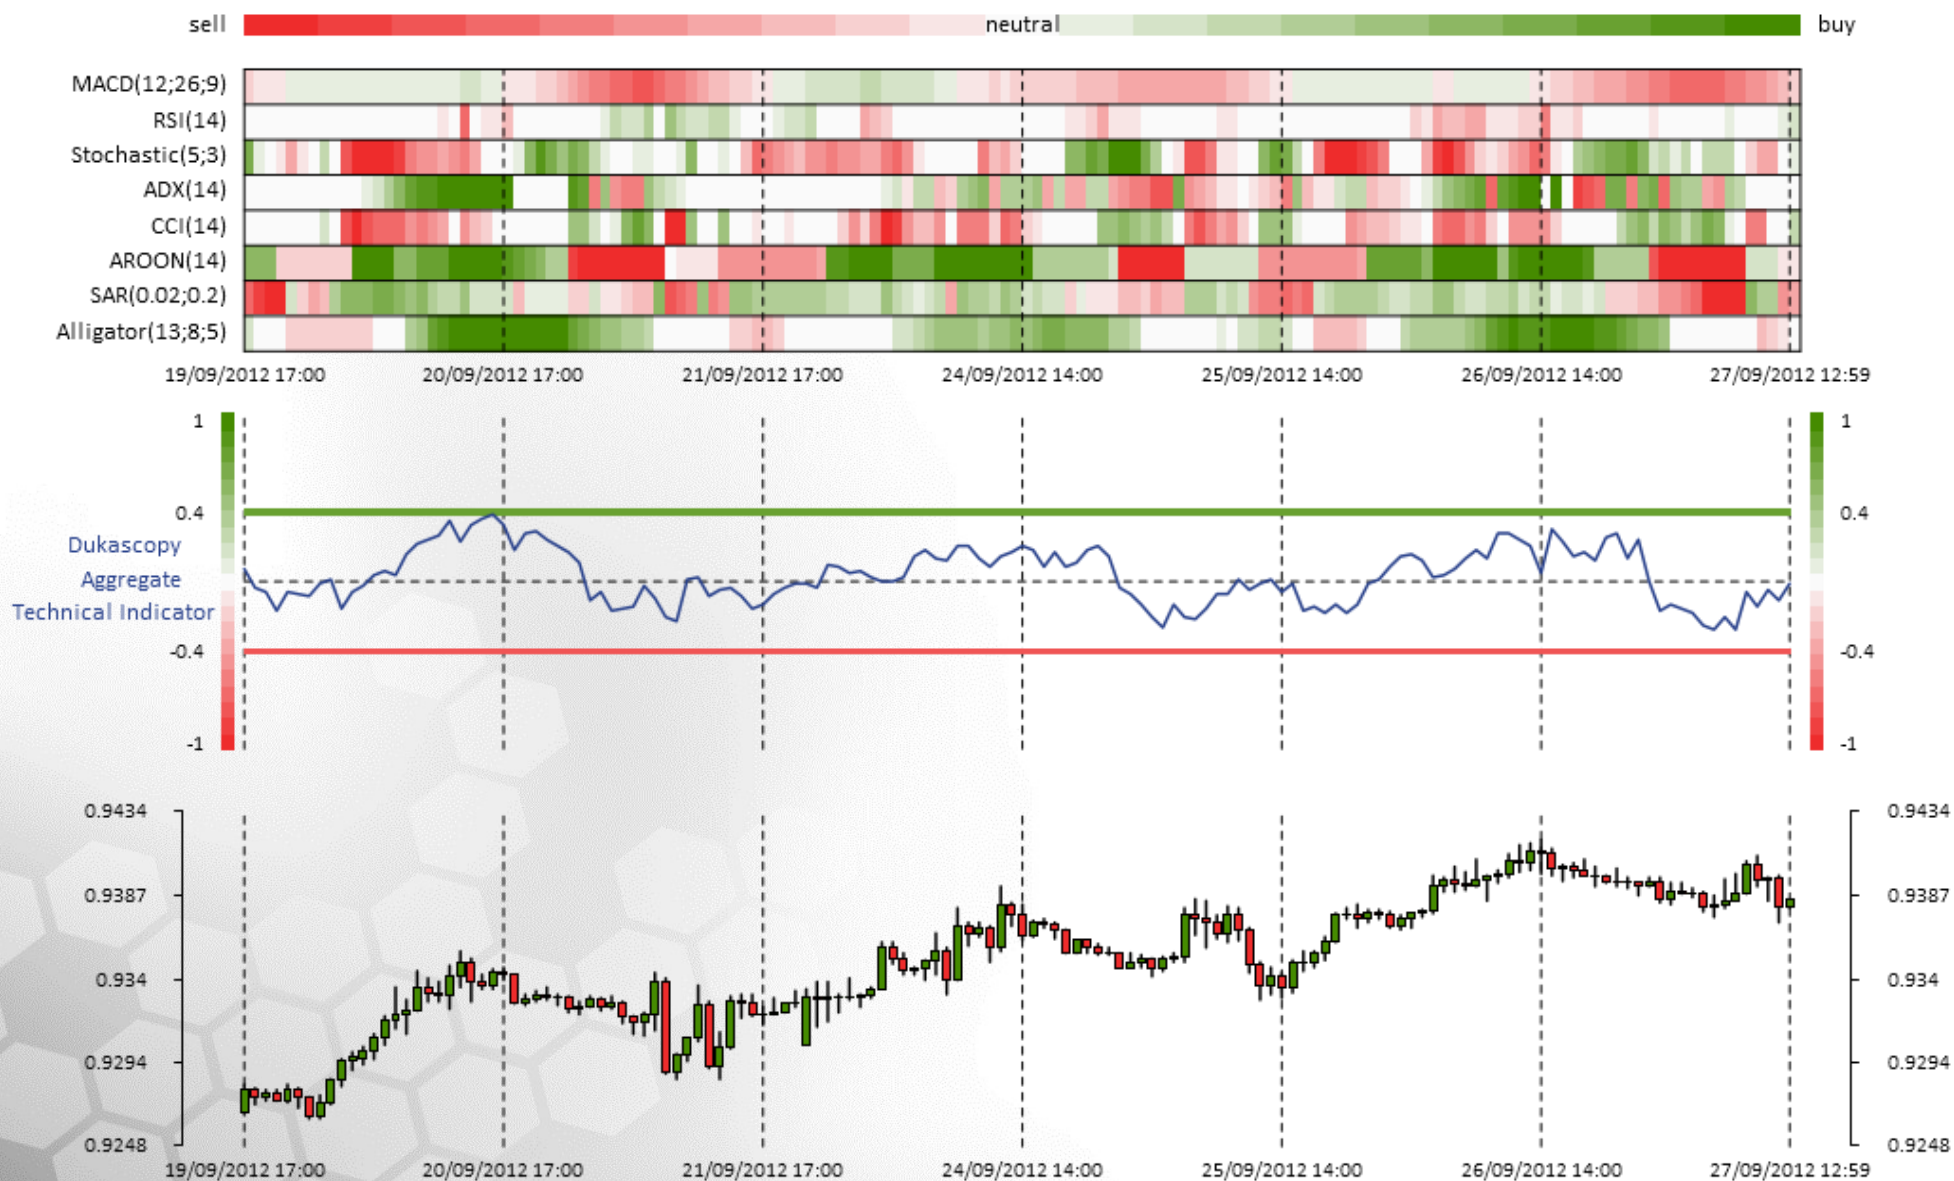 sell neutral buy
MACD(12;26;9)
RSI(14)
Stochastic(5;3)
ADX(14)
CCI(14)
AROON(14)
SAR(0.02;0.2)
Alligator(13;8;5)
19/09/2012 17:00 20/09/2012 17:00 21/09/2012 17:00 24/09/2012 14:00 25/09/2012 14:00 26/09/2012 14:00 27/09/2012 12:59
1 1
0.4 0.4
Dukascopy
Aggregate
Technical Indicator
-0.4 -0.4
-1 -1
0.9434 0.9434
0.9387 0.9387
0.934 0.934
0.9294 0.9294
0.9248 0.9248
19/09/2012 17:00 20/09/2012 17:00 21/09/2012 17:00 24/09/2012 14:00 25/09/2012 14:00 26/09/2012 14:00 27/09/2012 12:59